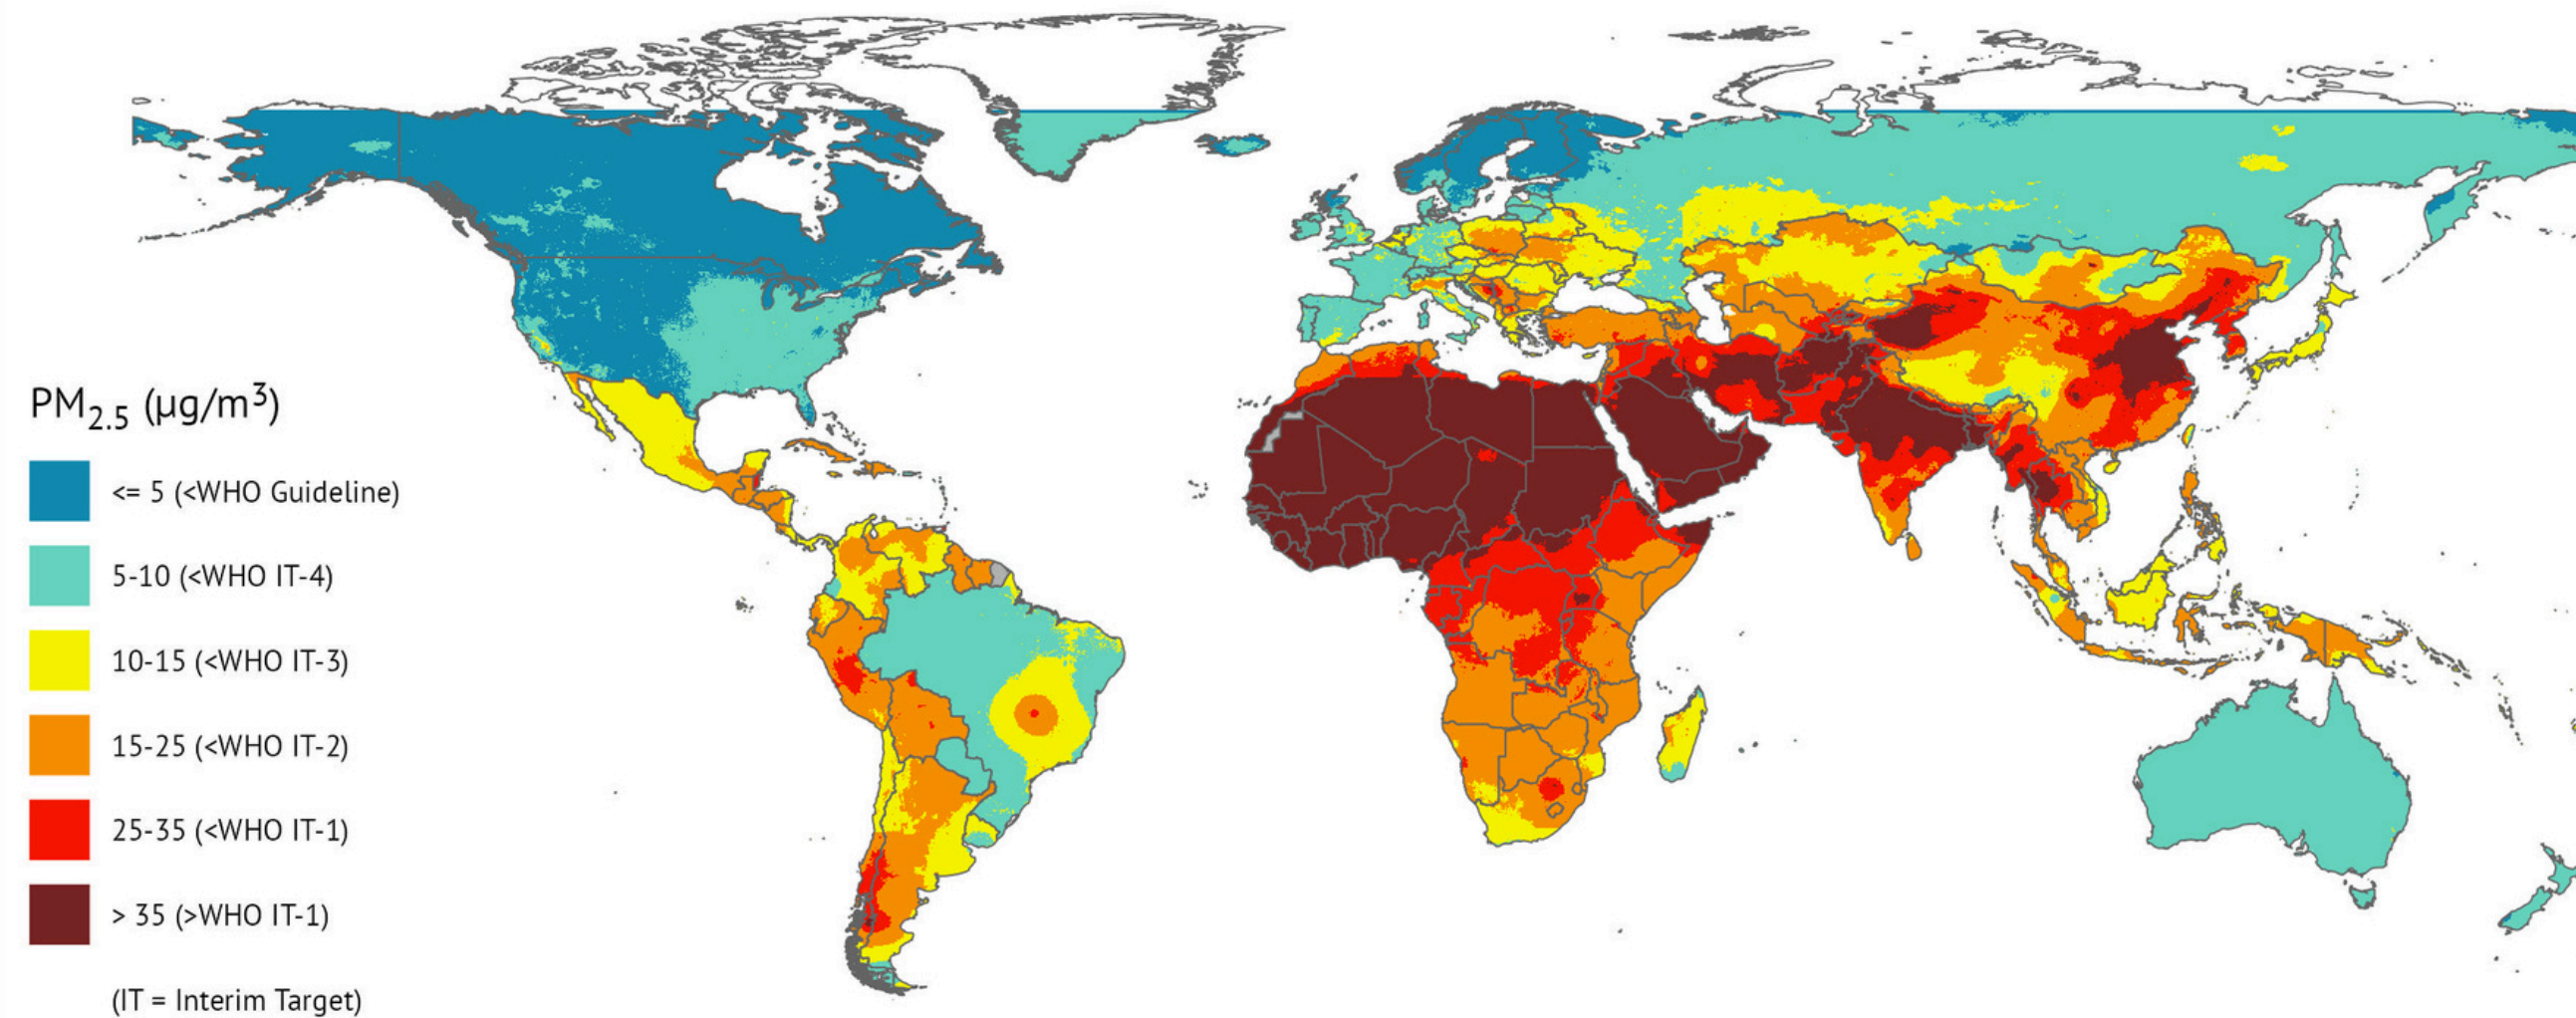 PM2.5 (µg/m³)
<= 5 (<WHO Guideline)
5-10 (<WHO IT-4)
10-15 (<WHO IT-3)
15-25 (<WHO IT-2)
25-35 (<WHO IT-1)
> 35 (>WHO IT-1)
(IT = Interim Target)